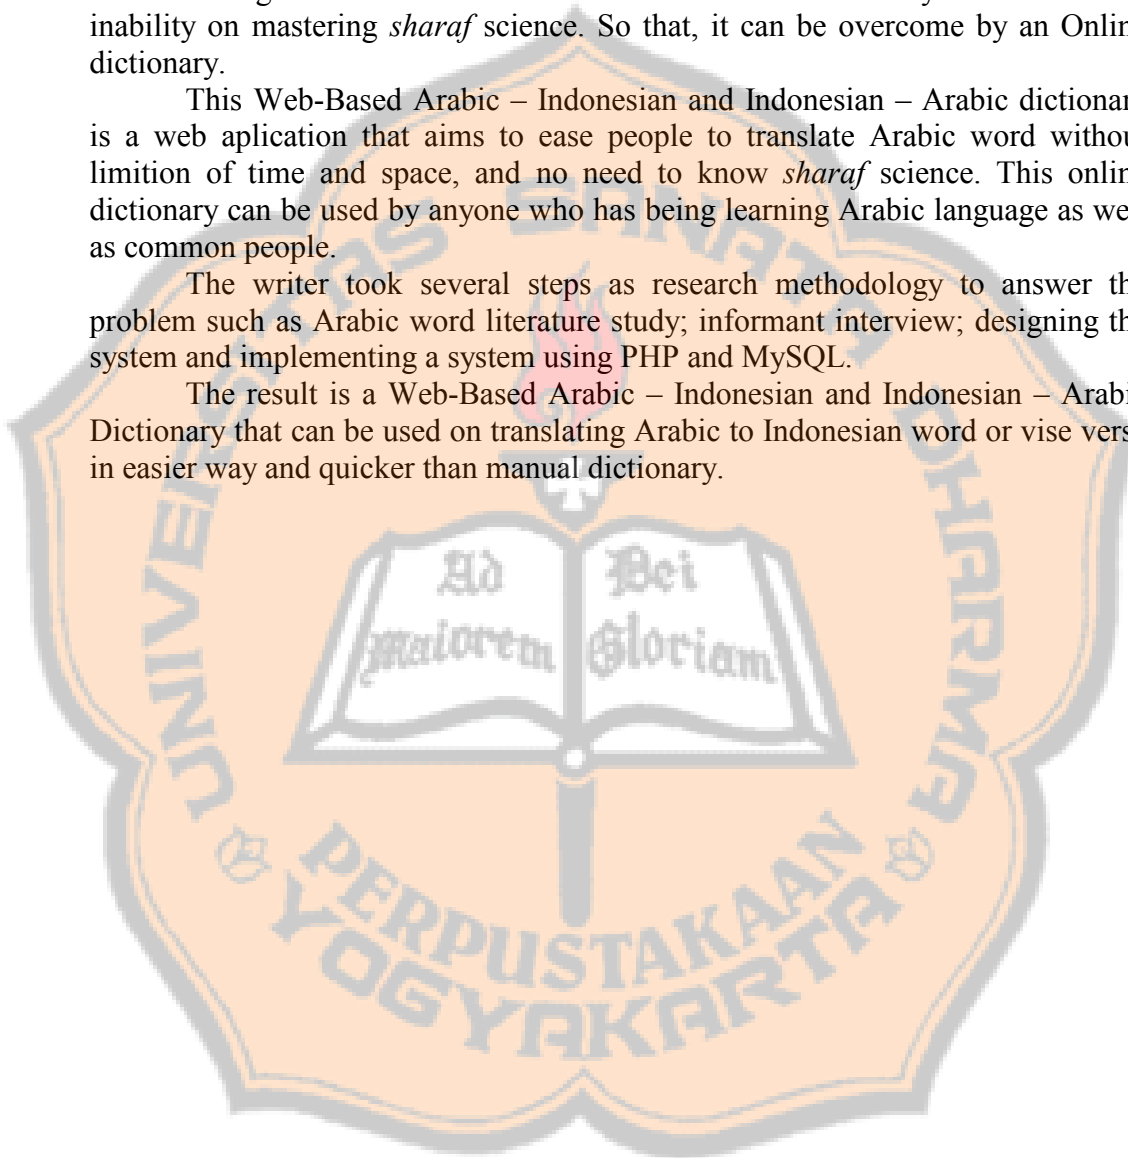 inability on mastering sharaf science. So that, it can be overcome by an Onlin
dictionary.
This Web-Based Arabic – Indonesian and Indonesian – Arabic dictionar
is a web aplication that aims to ease people to translate Arabic word withou
limition of time and space, and no need to know sharaf science. This onlin
dictionary can be used by anyone who has being learning Arabic language as we
as common people.
The writer took several steps as research methodology to answer th
problem such as Arabic word literature study; informant interview; designing th
system and implementing a system using PHP and MySQL.
The result is a Web-Based Arabic – Indonesian and Indonesian – Arabi
Dictionary that can be used on translating Arabic to Indonesian word or vise vers
in easier way and quicker than manual dictionary.
UNIVERSITAS SANATA DHARMA
Ad Dei
maiorem Gloriam
PERPUSTAKAAN
YOGYAKARTA